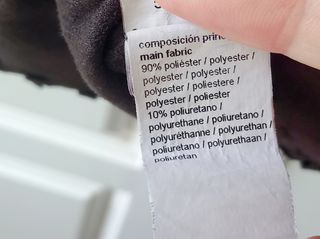 composición prin
main fabric
90% poliéster / polyester /
polyester / polyester /
polyester / poliestere /
polyester / poliester
10% poliuretano /
polyurethane / poliuretano /
polyuréthanne / polyurethan /
poliuretano / polyurethaan /
poliuretan